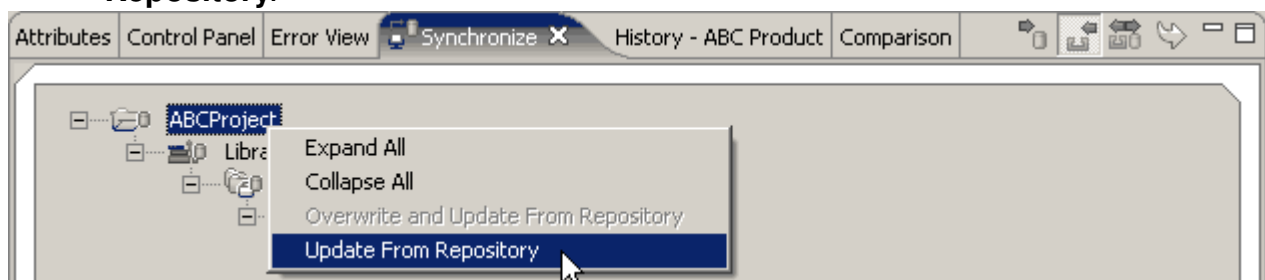 Repository.
Attributes Control Panel Error View Synchronize History - ABC Product Comparison
ABCProject
Libra
Expand All
Collapse All
Overwrite and Update From Repository
Update From Repository